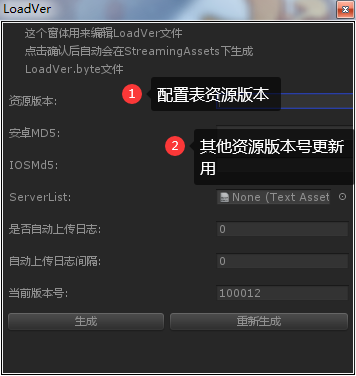 LoadVer
这个窗体用来编辑LoadVer文件
点击确认后自动会在StreamingAssets下生成
LoadVer.byte文件
资源版本:
1 配置表资源版本
安卓MD5:
2 其他资源版本号更新
用
IOSMd5:
ServerList:
None (Text Asset
是否自动上传日志:
0
自动上传日志间隔:
0
当前版本号:
100012
生成
重新生成